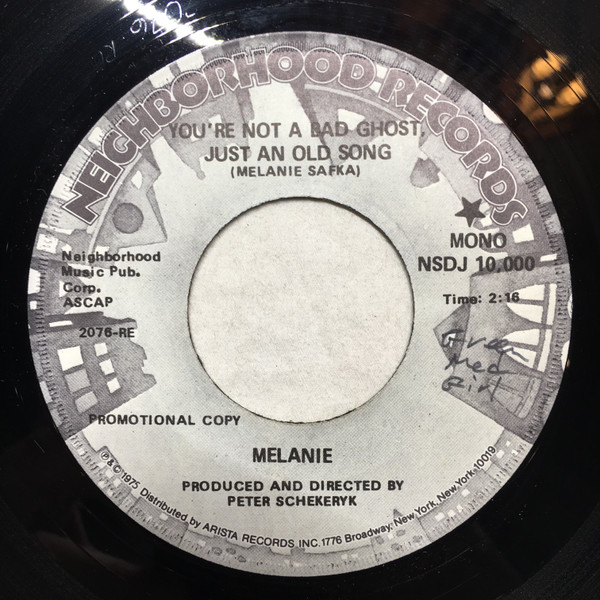 NEIGHBORHOOD RECORDS
YOU'RE NOT A BAD GHOST,
JUST AN OLD SONG
(MELANIE SAFKA)
Neighborhood
Music Pub.
Corp.
ASCAP
2076-RE
MONO
NSDJ 10,000
Time: 2:16
Green
Med
Girl
PROMOTIONAL COPY
MELANIE
PRODUCED AND DIRECTED BY
PETER SCHEKERYK
℗ & © 1975 Distributed by ARISTA RECORDS INC. 1776 Broadway, New York, New York 10019